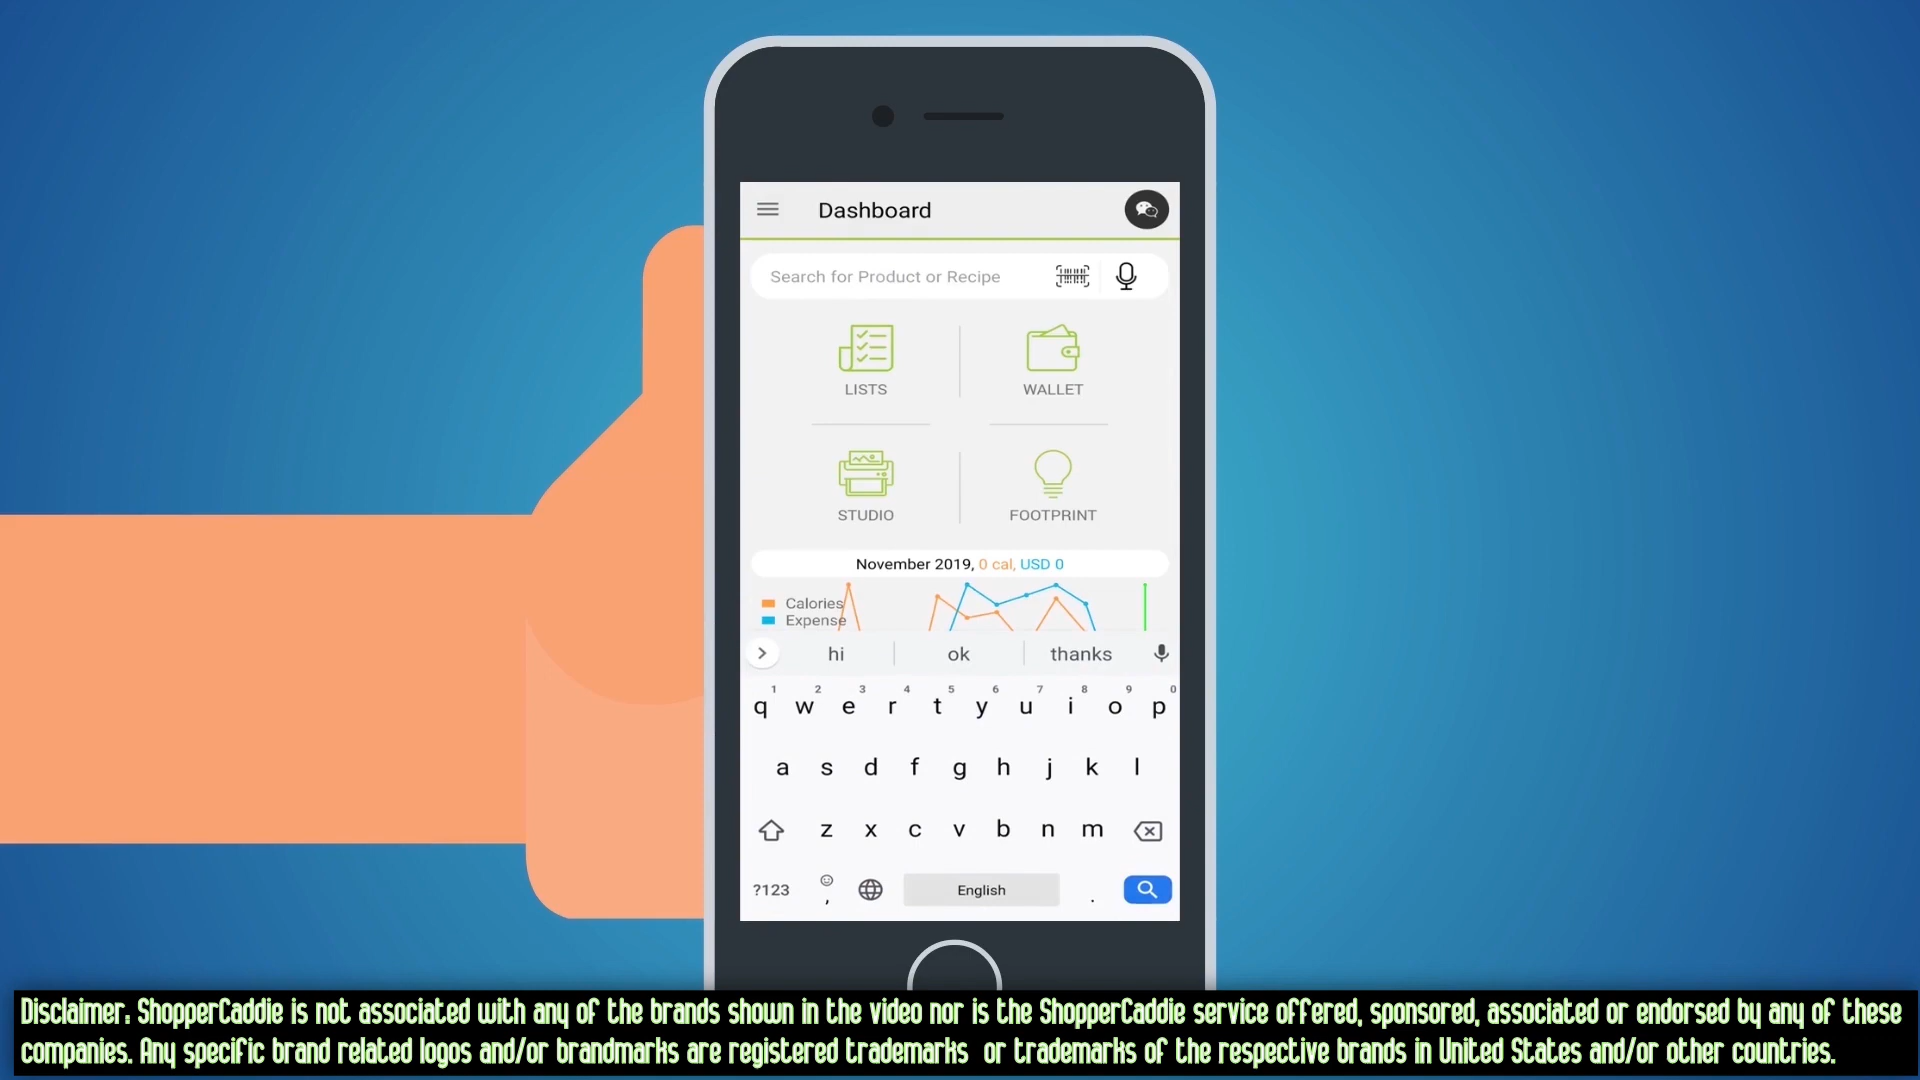 Dashboard
Search for Product or Recipe
LISTS WALLET
STUDIO FOOTPRINT
November 2019, 0 cal, USD 0
Calories
Expense
hi ok thanks
1 2 3 4 5 6 7 8 9 0
q w e r t y u i o p
a s d f g h j k l
z x c v b n m
?123 , English .
Disclaimer: ShopperCaddie is not associated with any of the brands shown in the video nor is the ShopperCaddie service offered, sponsored, associated or endorsed by any of these
companies. Any specific brand related logos and/or brandmarks are registered trademarks or trademarks of the respective brands in United States and/or other countries.